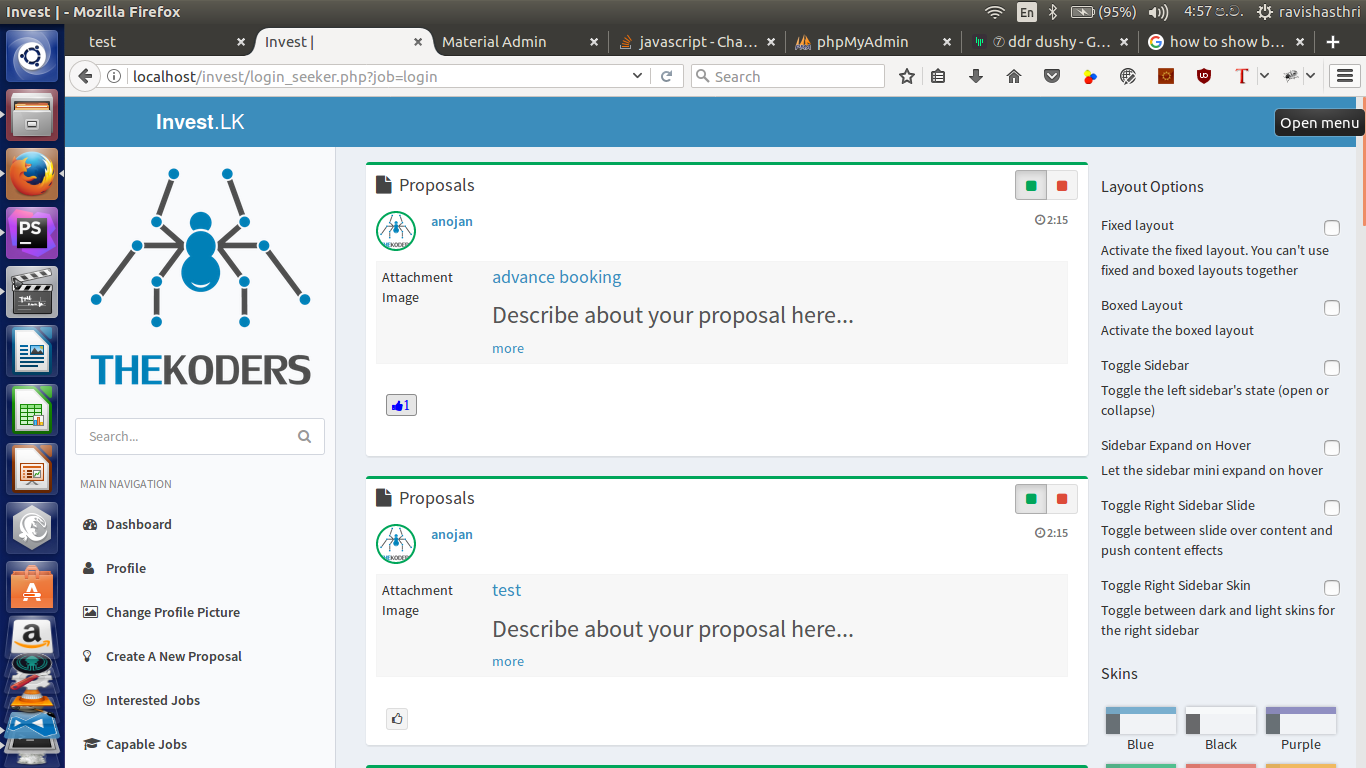 Invest | - Mozilla Firefox
En
(95%)
4:57 ප.ව.
ravishasthri
test
Invest |
Material Admin
javascript - Cha...
phpMyAdmin
⑦ ddr dushy - G...
how to show b...
localhost/invest/login_seeker.php?job=login
Search
Invest.LK
Open menu
THEKODERS
Search...
MAIN NAVIGATION
Dashboard
Profile
Change Profile Picture
Create A New Proposal
Interested Jobs
Capable Jobs
Proposals
anojan
2:15
THEKODERS
Attachment
Image
advance booking
Describe about your proposal here...
more
1
Proposals
anojan
2:15
THEKODERS
Attachment
Image
test
Describe about your proposal here...
more
Layout Options
Fixed layout
Activate the fixed layout. You can't use
fixed and boxed layouts together
Boxed Layout
Activate the boxed layout
Toggle Sidebar
Toggle the left sidebar's state (open or
collapse)
Sidebar Expand on Hover
Let the sidebar mini expand on hover
Toggle Right Sidebar Slide
Toggle between slide over content and
push content effects
Toggle Right Sidebar Skin
Toggle between dark and light skins for
the right sidebar
Skins
Blue
Black
Purple
PS